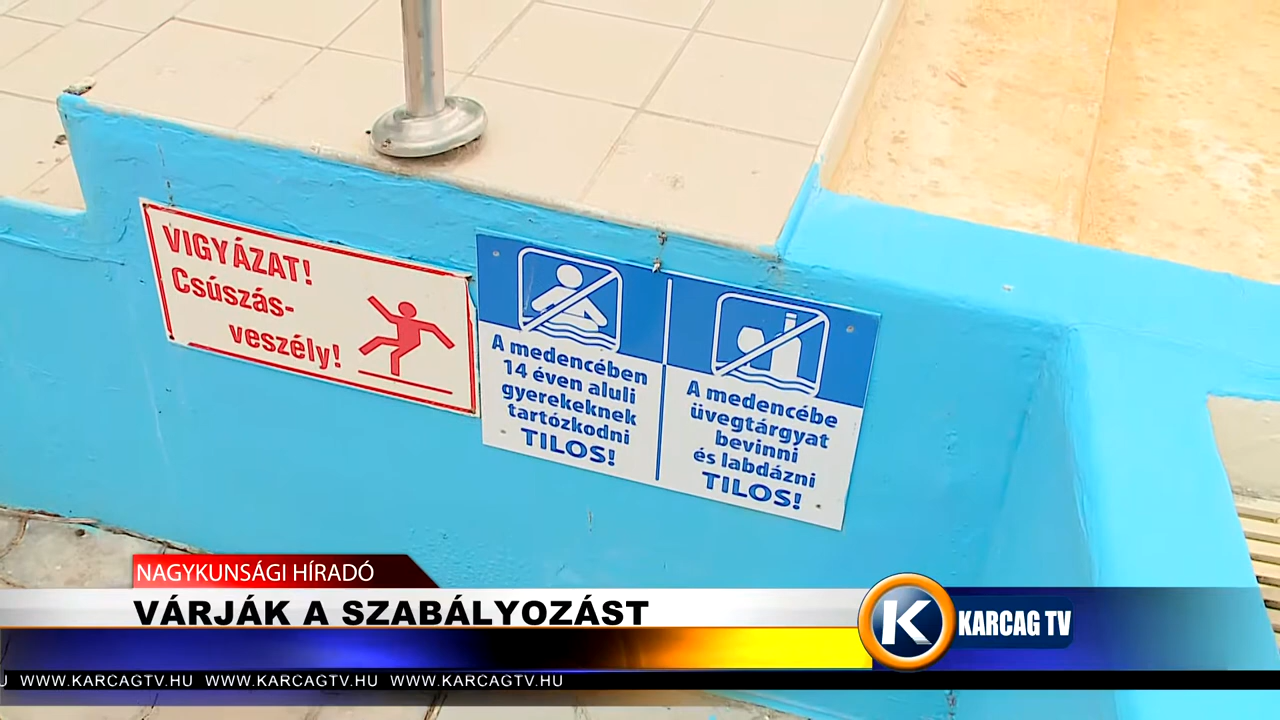 VIGYÁZAT!
Csúszás-
veszély!
A medencében
14 éven aluli
gyerekeknek
tartózkodni
TILOS!
A medencébe
üvegtárgyat
bevinni
és labdázni
TILOS!
NAGYKUNSÁGI HÍRADÓ
VÁRJÁK A SZABÁLYOZÁST
K KARCAG TV
WWW.KARCAGTV.HU WWW.KARCAGTV.HU WWW.KARCAGTV.HU